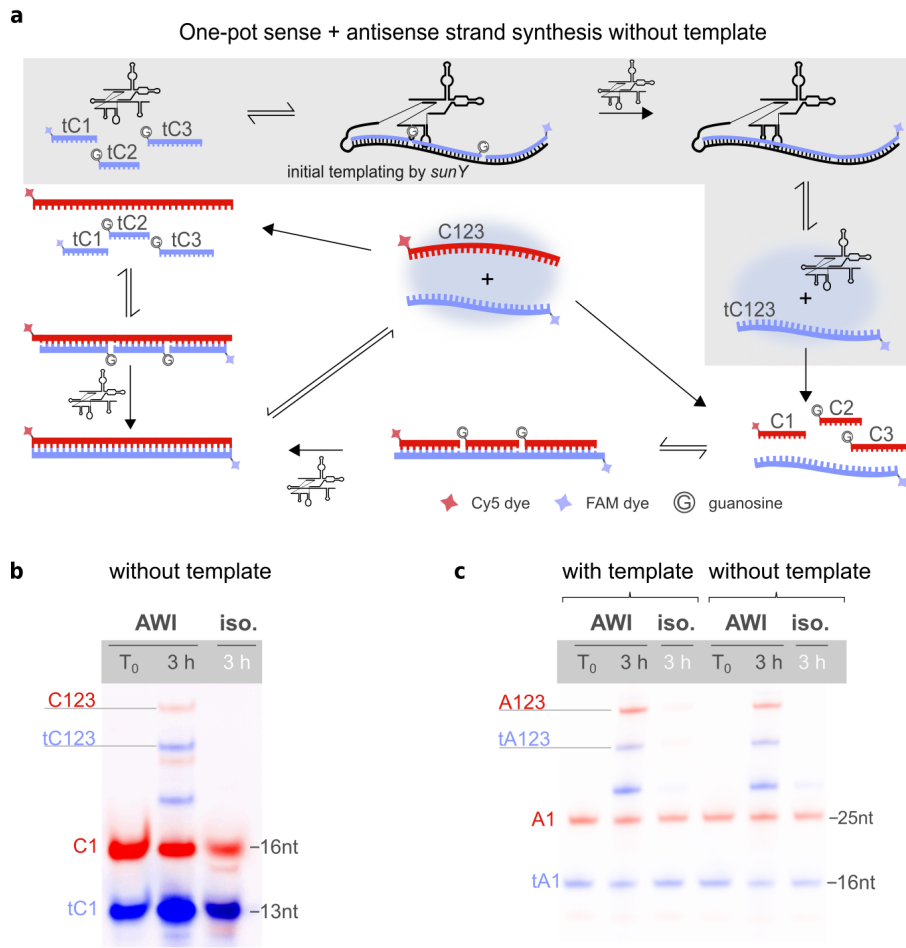 a
One-pot sense + antisense strand synthesis without template
tC1
G
tC3
G
tC2
G
G
initial templating by sunY
G
tC2
tC1
G
tC3
C123
+
+
tC123
G
G
G
C2
C1
G
C3
G
G
Cy5 dye
FAM dye
G
guanosine
b
without template
AWI
iso.
T0
3 h
3 h
C123
tC123
C1
–16nt
tC1
–13nt
c
with template
without template
AWI
iso.
AWI
iso.
T0
3 h
3 h
T0
3 h
3 h
A123
tA123
A1
–25nt
tA1
–16nt